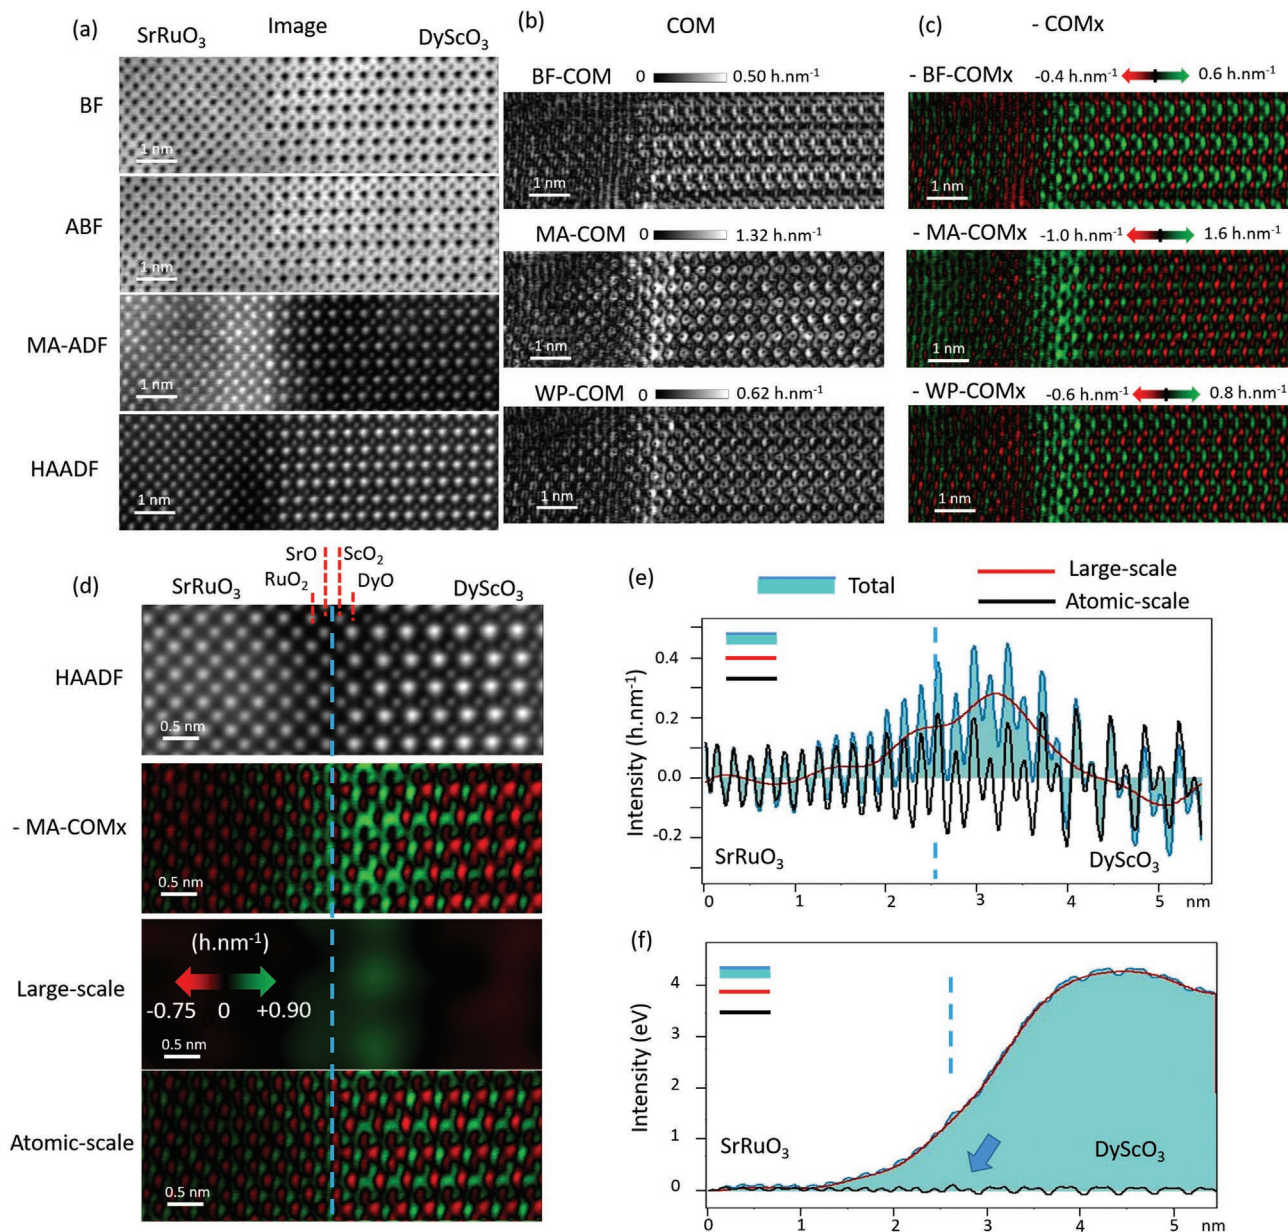 (a)
Image
SrRuO3
DyScO3
BF
1 nm
ABF
1 nm
MA-ADF
1 nm
HAADF
1 nm
(b)
COM
BF-COM 0 0.50 h.nm⁻¹
1 nm
MA-COM 0 1.32 h.nm⁻¹
1 nm
WP-COM 0 0.62 h.nm⁻¹
1 nm
(c)
- COMx
- BF-COMx -0.4 h.nm⁻¹ 0.6 h.nm⁻¹
1 nm
- MA-COMx -1.0 h.nm⁻¹ 1.6 h.nm⁻¹
1 nm
- WP-COMx -0.6 h.nm⁻¹ 0.8 h.nm⁻¹
1 nm
(d)
SrO ScO₂
SrRuO₃ RuO₂ DyO DyScO₃
HAADF
0.5 nm
- MA-COMx
0.5 nm
Large-scale
(h.nm⁻¹)
-0.75 0 +0.90
0.5 nm
Atomic-scale
0.5 nm
(e)
Total
Large-scale
Atomic-scale
Intensity (h.nm⁻¹)
0.4
0.2
0.0
-0.2
SrRuO₃
DyScO₃
0 1 2 3 4 5 nm
(f)
Intensity (eV)
4
3
2
1
0
SrRuO₃
DyScO₃
0 1 2 3 4 5 nm